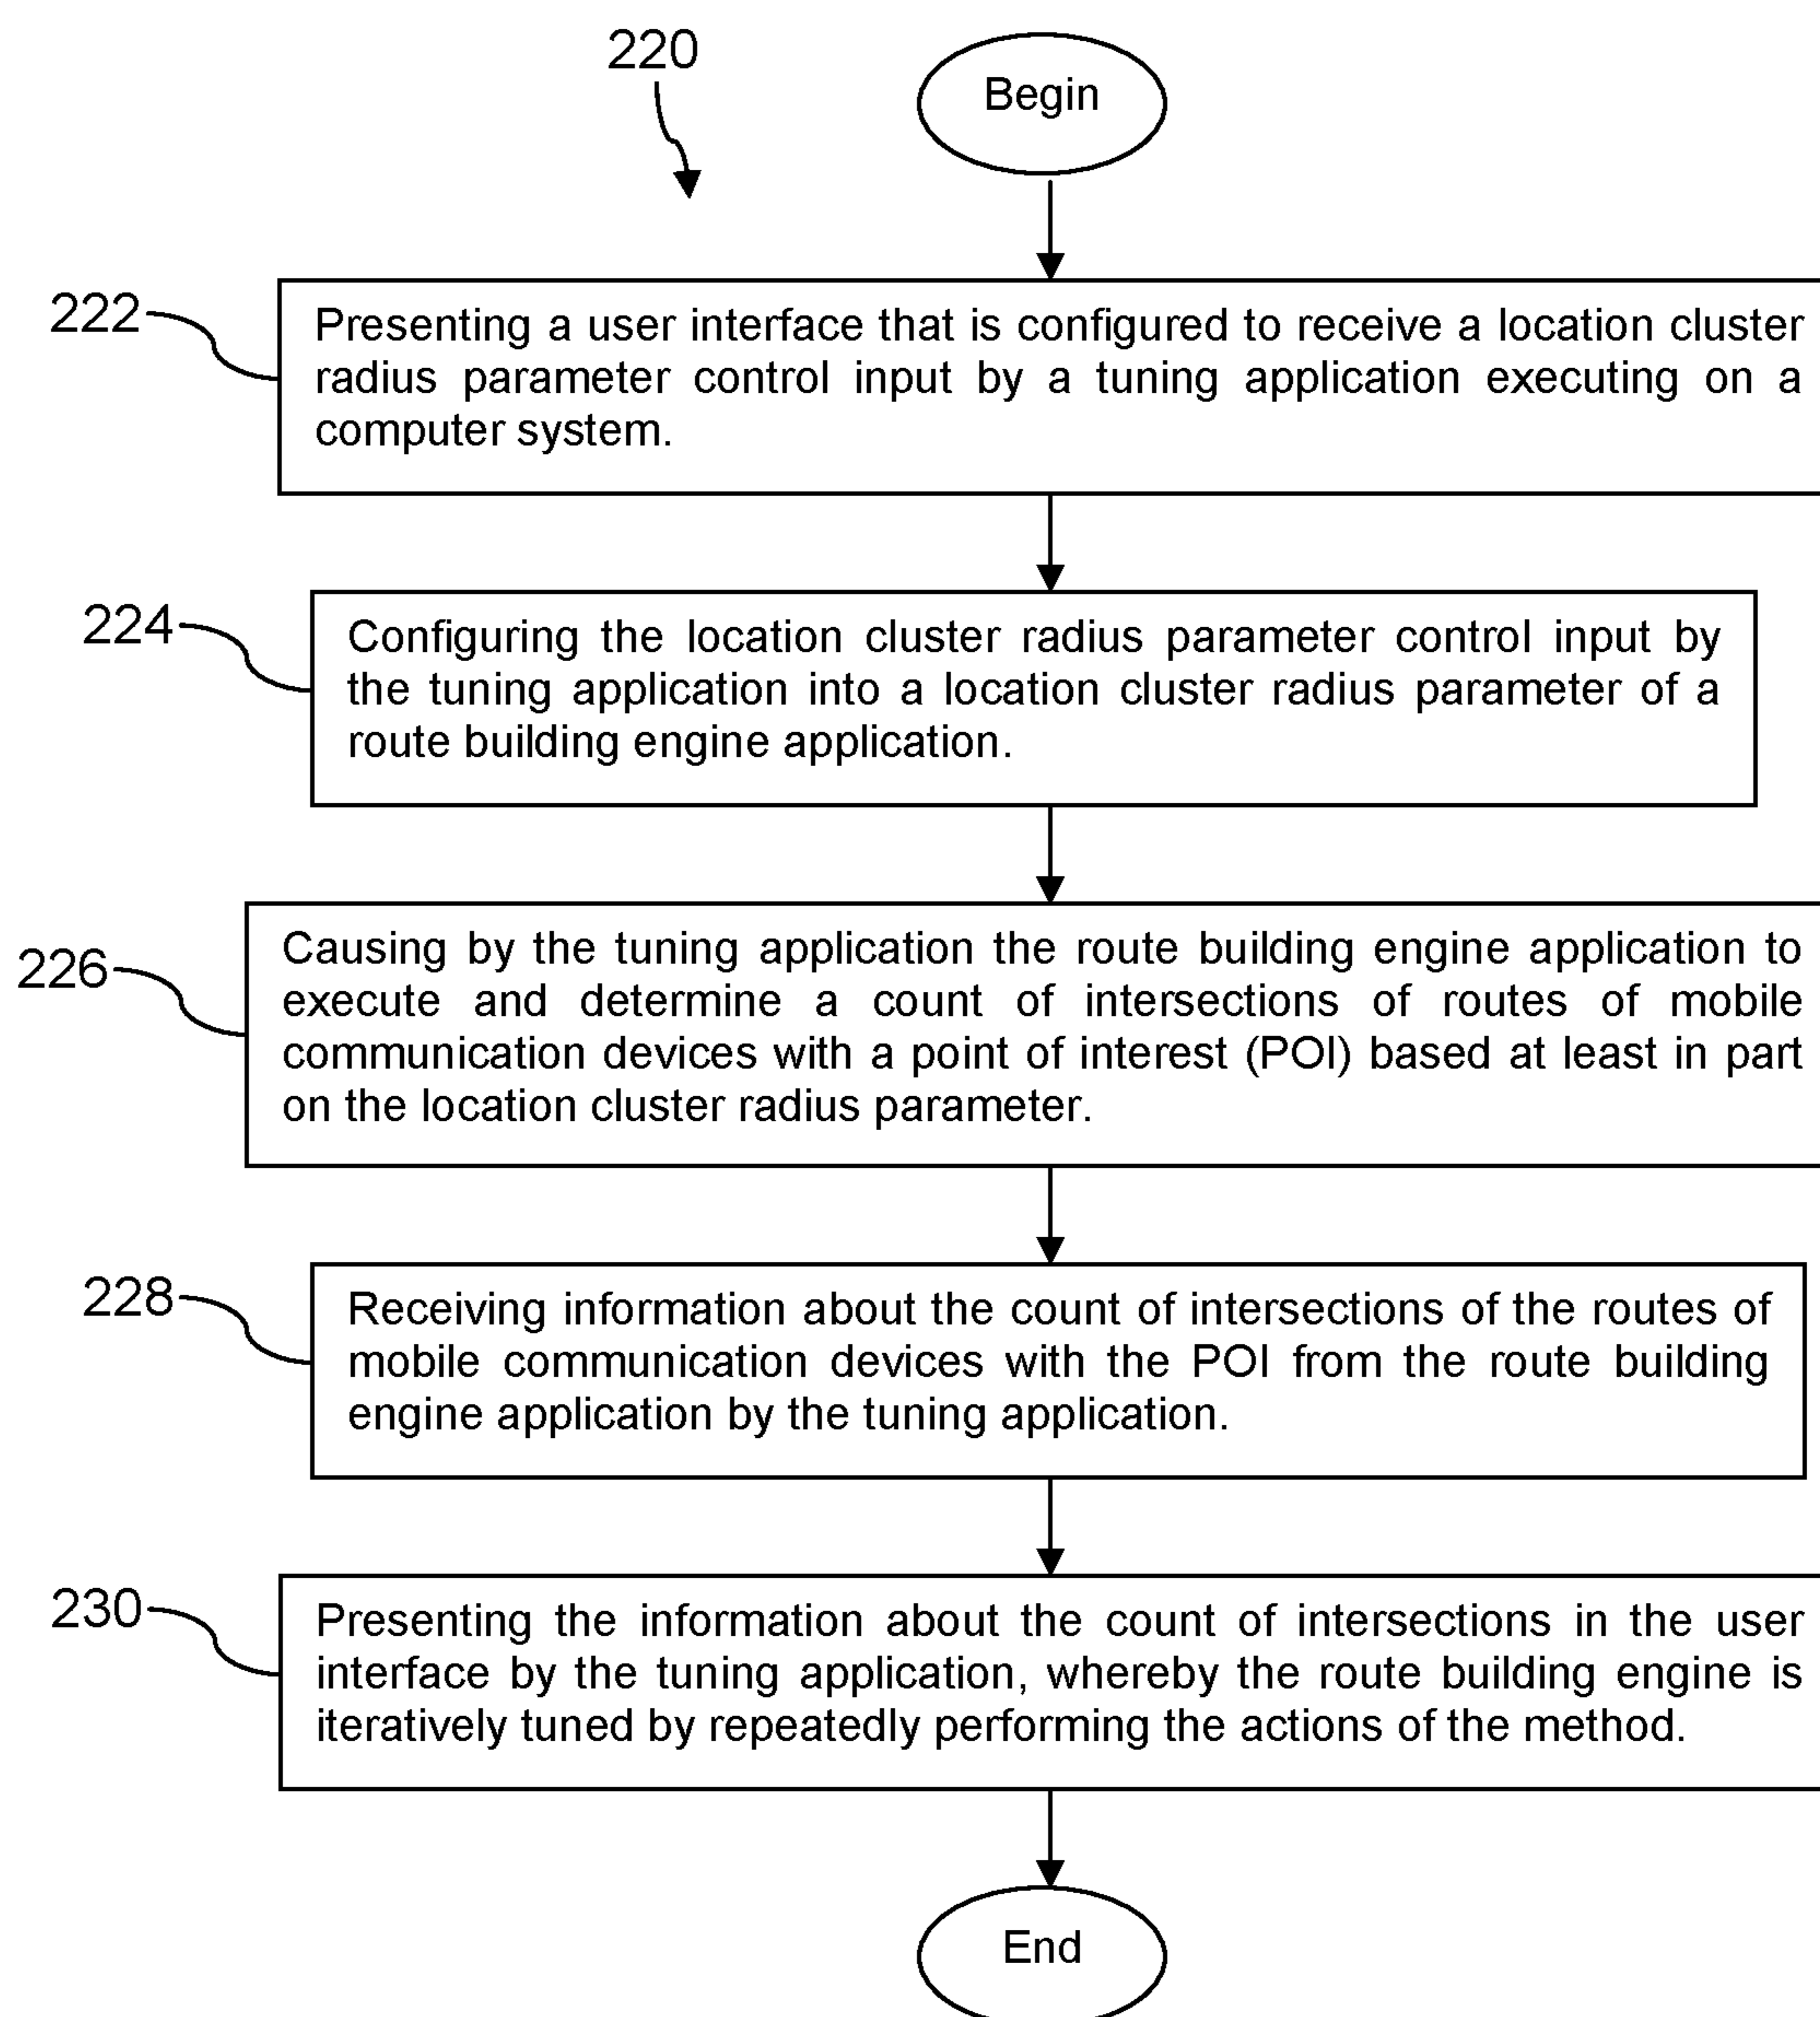 220
Begin
222
Presenting a user interface that is configured to receive a location cluster
radius parameter control input by a tuning application executing on a
computer system.
224
Configuring the location cluster radius parameter control input by
the tuning application into a location cluster radius parameter of a
route building engine application.
226
Causing by the tuning application the route building engine application to
execute and determine a count of intersections of routes of mobile
communication devices with a point of interest (POI) based at least in part
on the location cluster radius parameter.
228
Receiving information about the count of intersections of the routes of
mobile communication devices with the POI from the route building
engine application by the tuning application.
230
Presenting the information about the count of intersections in the user
interface by the tuning application, whereby the route building engine is
iteratively tuned by repeatedly performing the actions of the method.
End